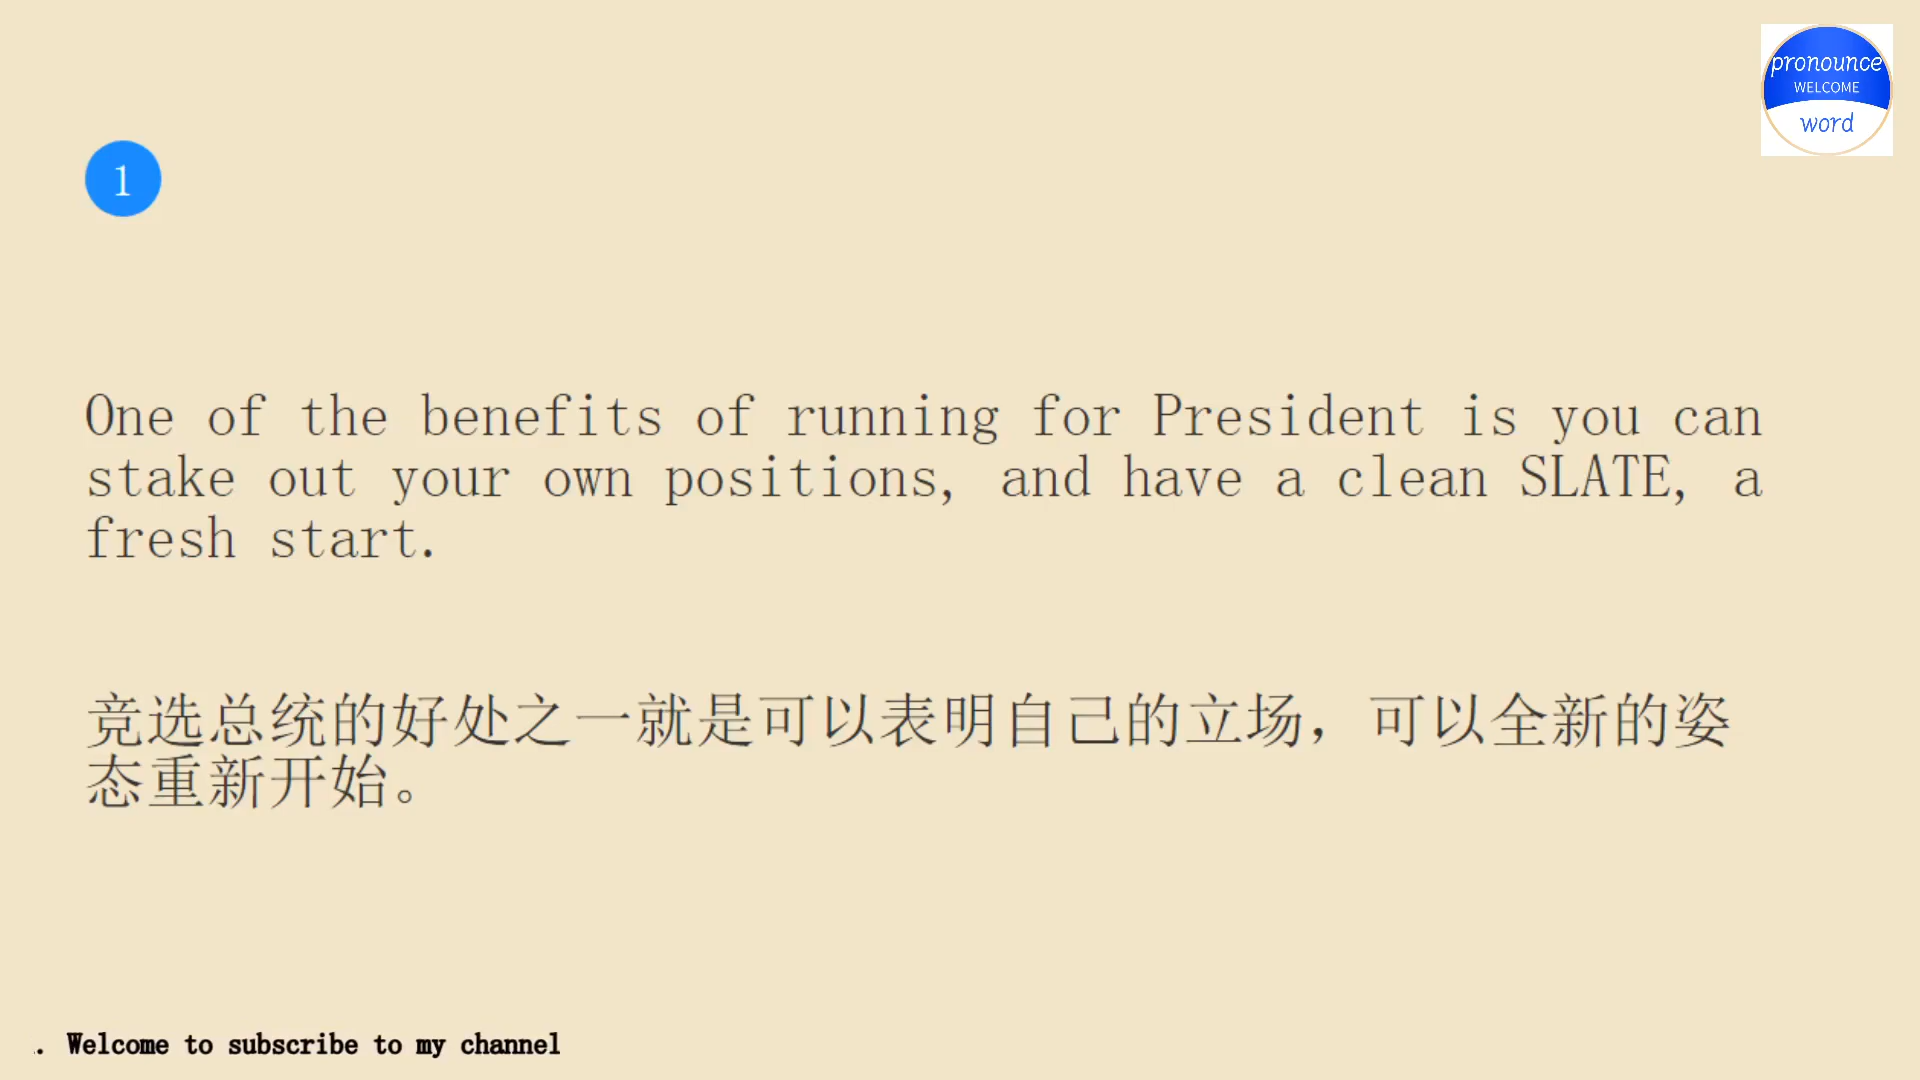 pronounce
WELCOME
word
1
One of the benefits of running for President is you can
stake out your own positions, and have a clean SLATE, a
fresh start.
竞选总统的好处之一就是可以表明自己的立场，可以全新的姿
态重新开始。
. Welcome to subscribe to my channel